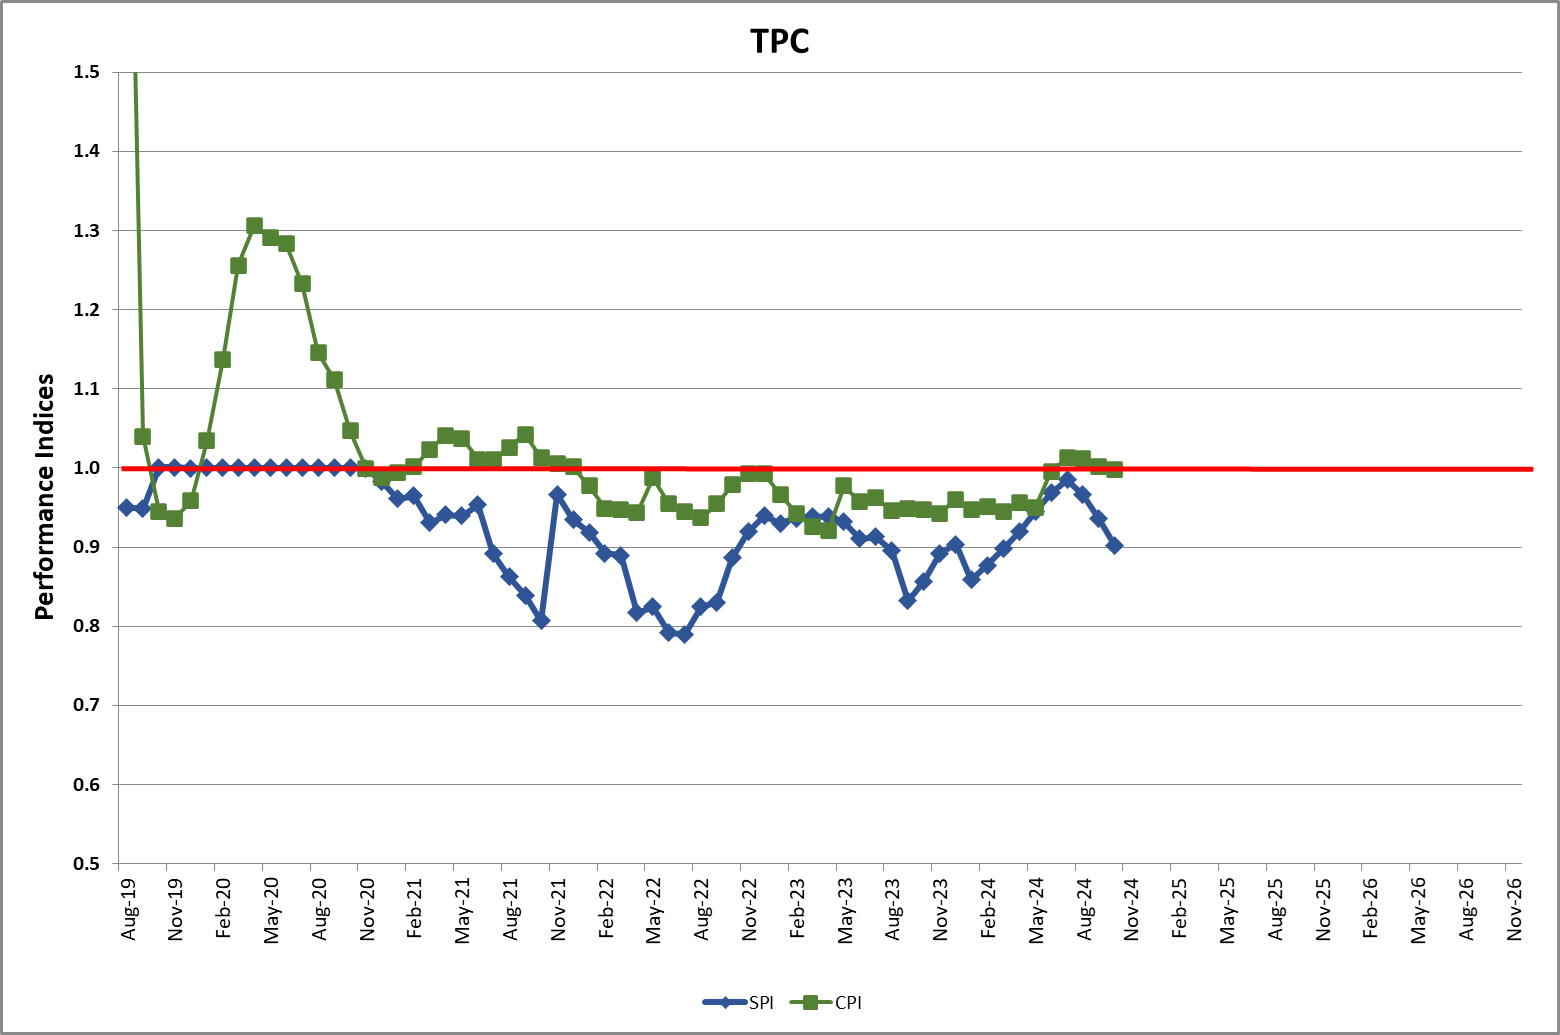 TPC
Performance Indices
1.5
1.4
1.3
1.2
1.1
1.0
0.9
0.8
0.7
0.6
0.5
Aug-19
Nov-19
Feb-20
May-20
Aug-20
Nov-20
Feb-21
May-21
Aug-21
Nov-21
Feb-22
May-22
Aug-22
Nov-22
Feb-23
May-23
Aug-23
Nov-23
Feb-24
May-24
Aug-24
Nov-24
Feb-25
May-25
Aug-25
Nov-25
Feb-26
May-26
Aug-26
Nov-26
SPI CPI